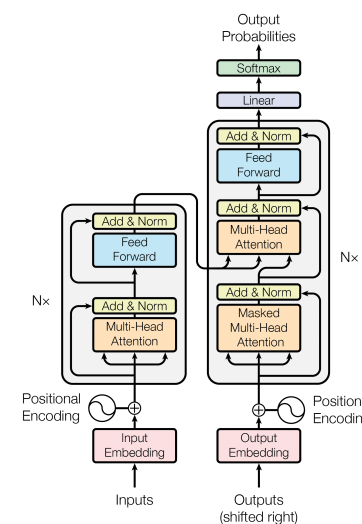 Output
Probabilities
Softmax
Linear
Add & Norm
Feed
Forward
Add & Norm
Multi-Head
Attention
Add & Norm
Masked
Multi-Head
Attention
Nx
Add & Norm
Feed
Forward
Add & Norm
Multi-Head
Attention
Nx
Positional
Encoding
Position
Encodin
Input
Embedding
Output
Embedding
Inputs
Outputs
(shifted right)